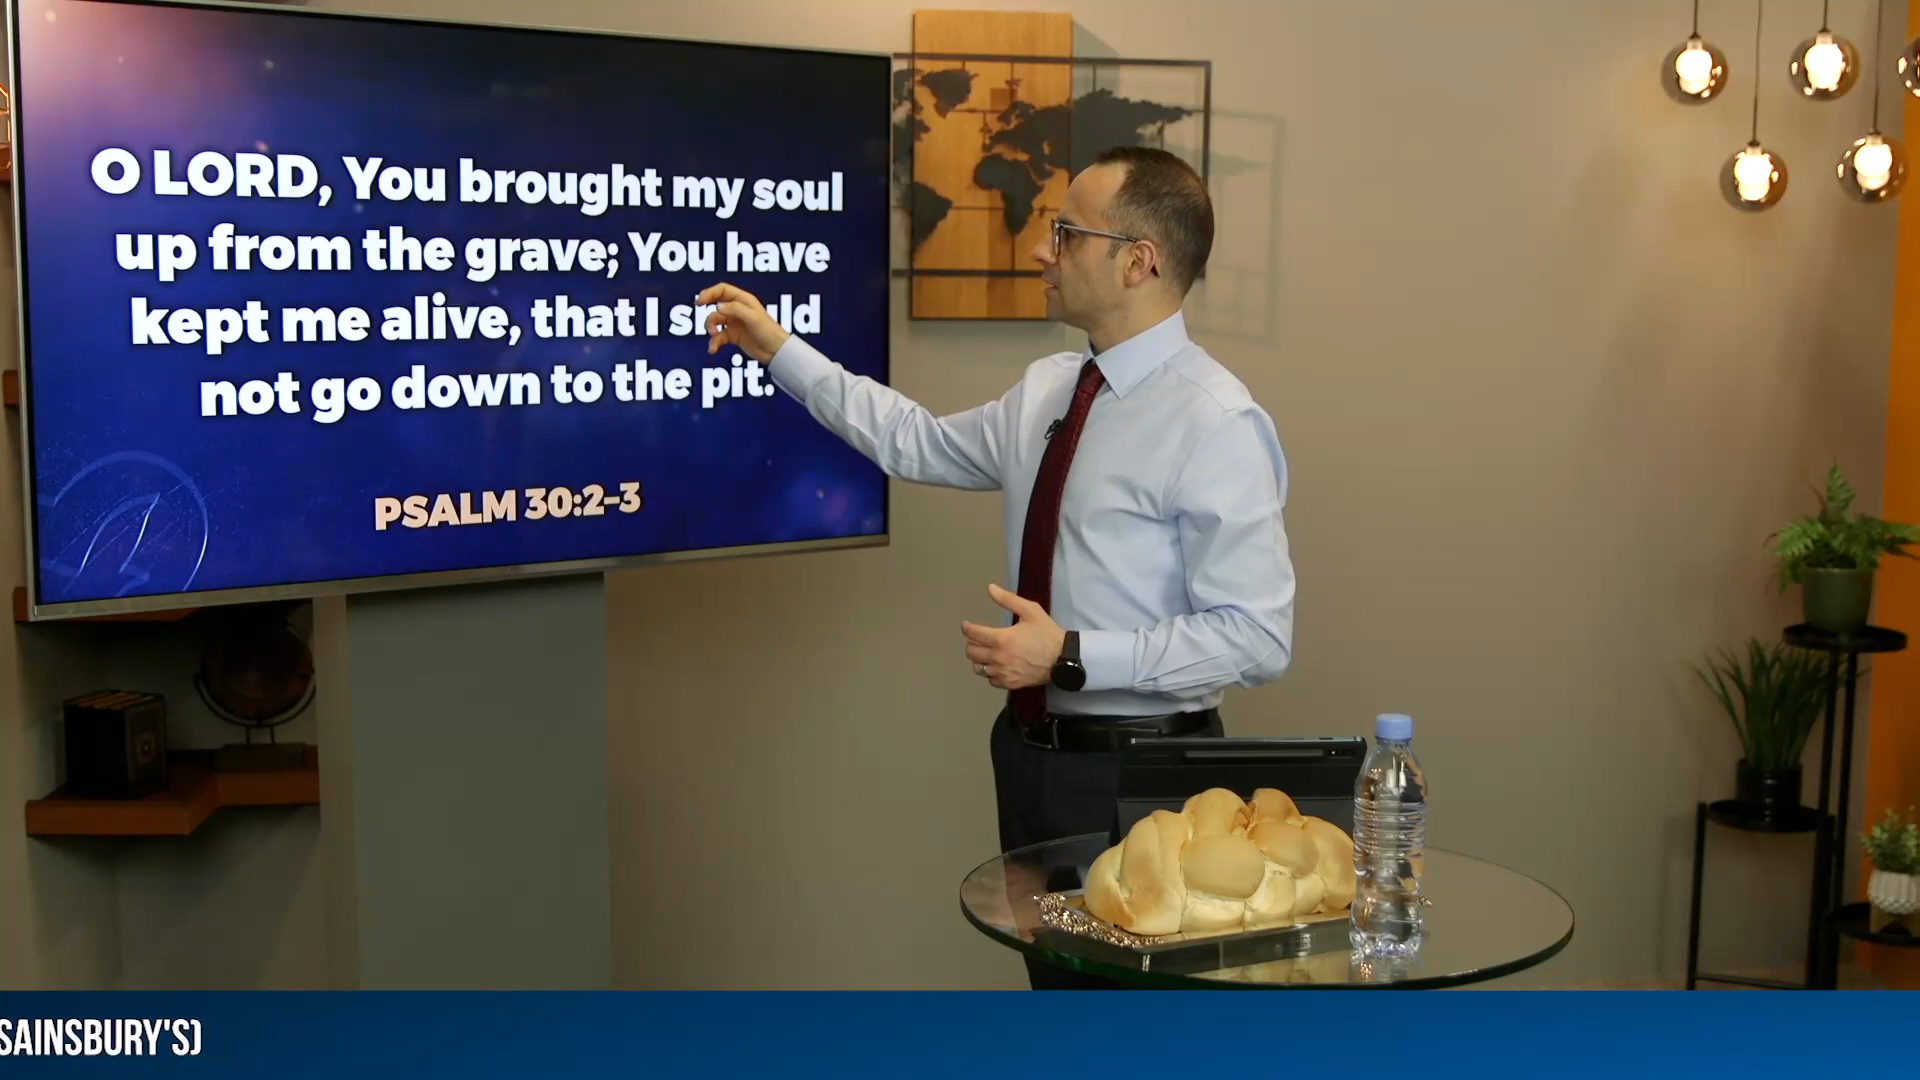 O LORD, You brought my soul
up from the grave; You have
kept me alive, that I should
not go down to the pit.
PSALM 30:2-3
SAINSBURY'S)